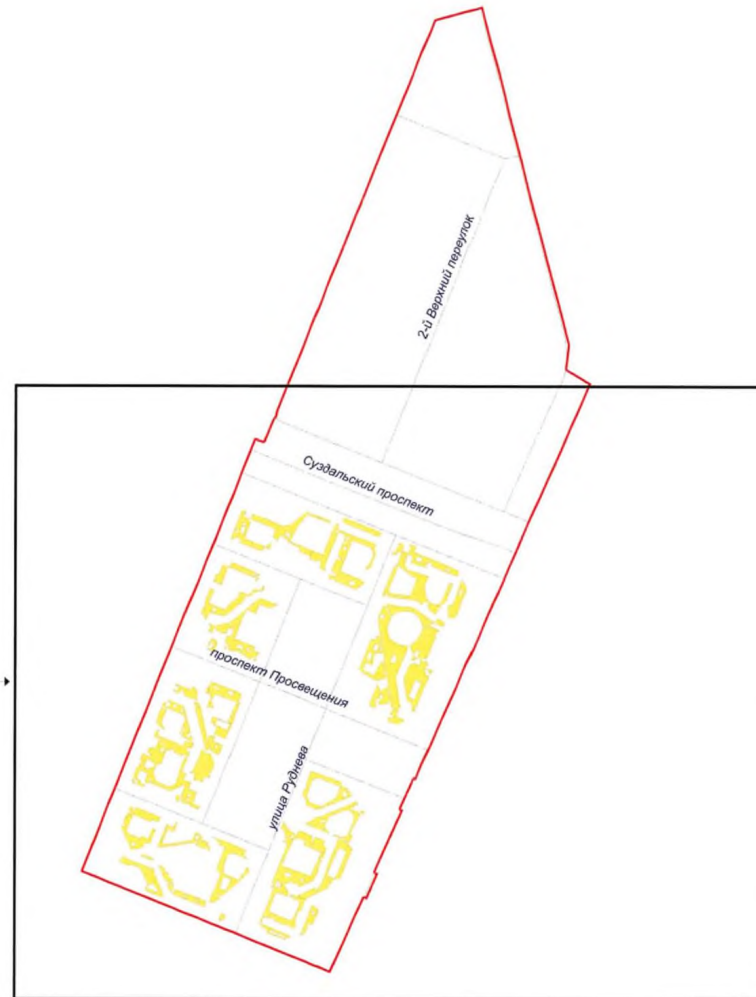 2-й Верхний переулок
Суздальский проспект
проспект Просвещения
улица Руднева